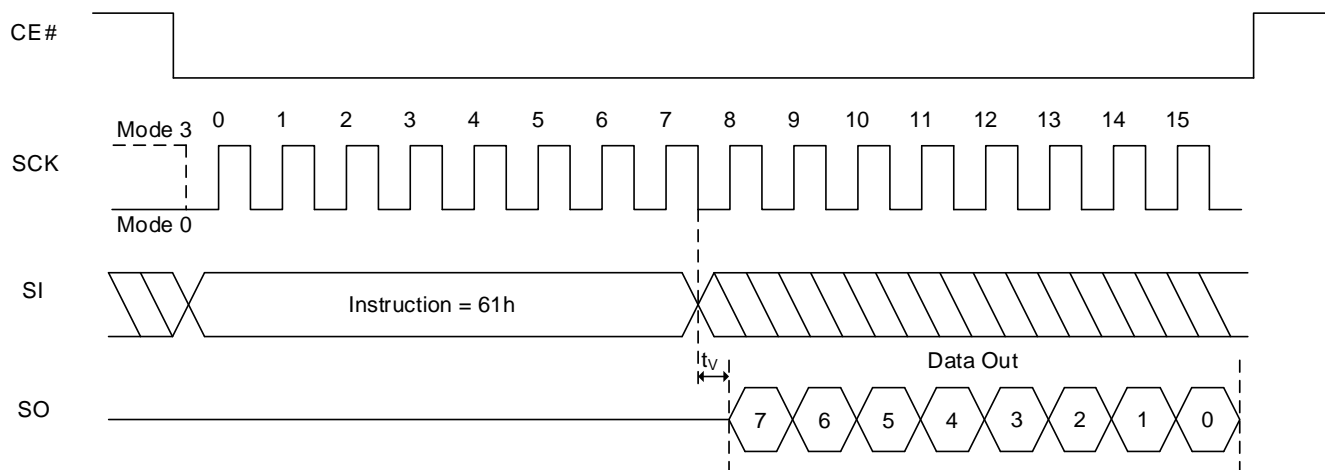 CE#
Mode 3 0 1 2 3 4 5 6 7 8 9 10 11 12 13 14 15
SCK
Mode 0
SI Instruction = 61h
tV Data Out
SO 7 6 5 4 3 2 1 0